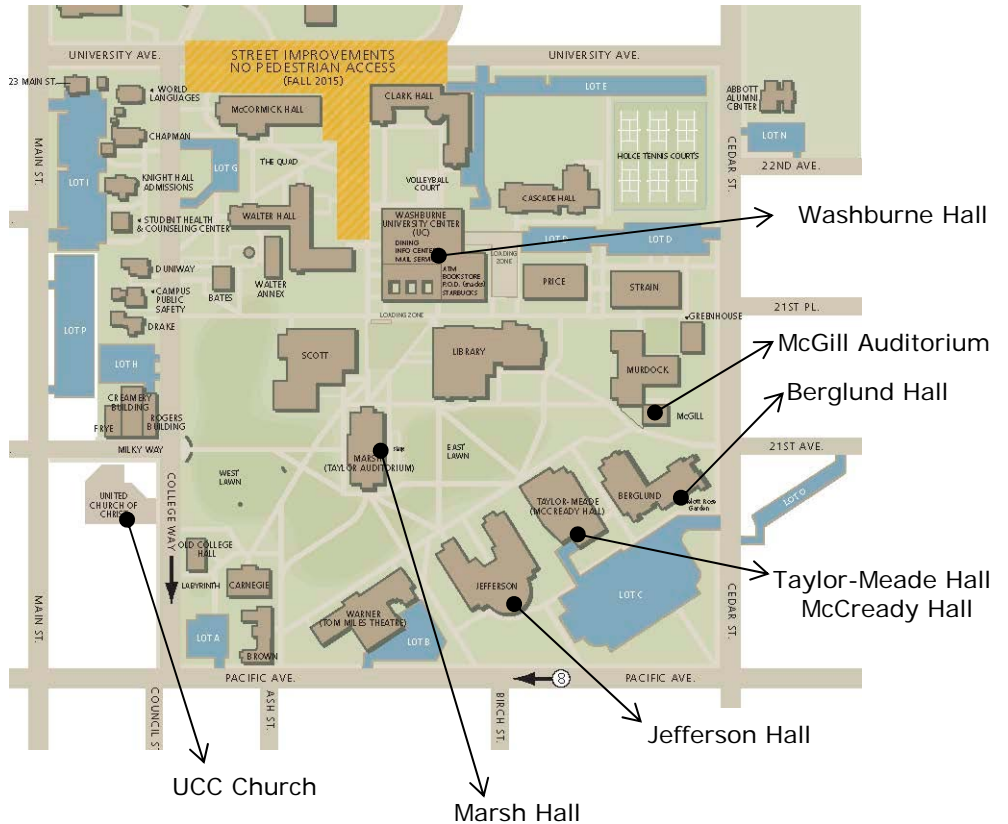 UNIVERSITY AVE.
STREET IMPROVEMENTS
NO PEDESTRIAN ACCESS
(FALL 2015)
UNIVERSITY AVE.
23 MAIN ST.
WORLD
LANGUAGES
McCORMICK HALL
CLARK HALL
LOT E
ABBOTT
ALUMNI
CENTER
LOT N
MAIN ST.
CHAPMAN
LOT I
LOT G
THE QUAD
HOLCE TENNIS COURTS
CEDAR ST.
22ND AVE.
KNIGHT HALL
ADMISSIONS
VOLLEYBALL
COURT
CASCADE HALL
STUDENT HEALTH
& COUNSELING CENTER
WALTER HALL
WASHBURNE
UNIVERSITY CENTER
(UC)
DINING
INFO CENTER
MAIL SERV
ATM
BOOKSTORE
P.O.D. (snacks)
STARBUCKS
LOADING
ZONE
LOT D
LOT D
Washburne Hall
DUNIWAY
BATES
WALTER
ANNEX
PRICE
STRAIN
CAMPUS
PUBLIC
SAFETY
DRAKE
LOT P
LOADING ZONE
21ST PL.
GREENHOUSE
LOT H
SCOTT
LIBRARY
MURDOCK
McGill Auditorium
CREAMERY
BUILDING
FRYE
ROGERS
BUILDING
McGILL
Berglund Hall
MILKY WAY
MARSH
(TAYLOR AUDITORIUM)
EAST
LAWN
21ST AVE.
WEST
LAWN
UNITED
CHURCH OF
CHRIST
COLLEGE WAY
TAYLOR-MEADE
(MCCREADY HALL)
BERGLUND
Rose
Garden
LOT O
OLD COLLEGE
HALL
LABYRINTH
CARNEGIE
JEFFERSON
LOT C
Taylor-Meade Hall
McCready Hall
MAIN ST.
LOT A
BROWN
WARNER
(TOM MILES THEATRE)
LOT B
CEDAR ST.
PACIFIC AVE.
8
PACIFIC AVE.
COUNCIL S
ASH ST.
BIRCH ST.
Jefferson Hall
UCC Church
Marsh Hall